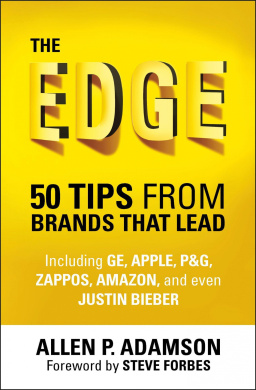 THE
EDGE
50 TIPS FROM
BRANDS THAT LEAD
Including GE, APPLE, P&G,
ZAPPOS, AMAZON, and even
JUSTIN BIEBER
ALLEN P. ADAMSON
Foreword by STEVE FORBES